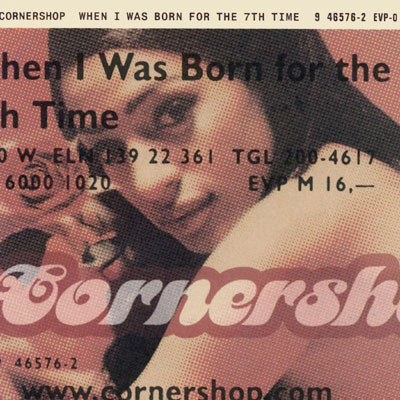 CORNERSHOP WHEN I WAS BORN FOR THE 7TH TIME 9 46576-2 EVP-0
hen I Was Born for the
h Time
0 W ELN 139 22 361 TGL 200-4617
6000 1020 EVP M 16,—
Cornersh
46576-2
www.cornershop.com